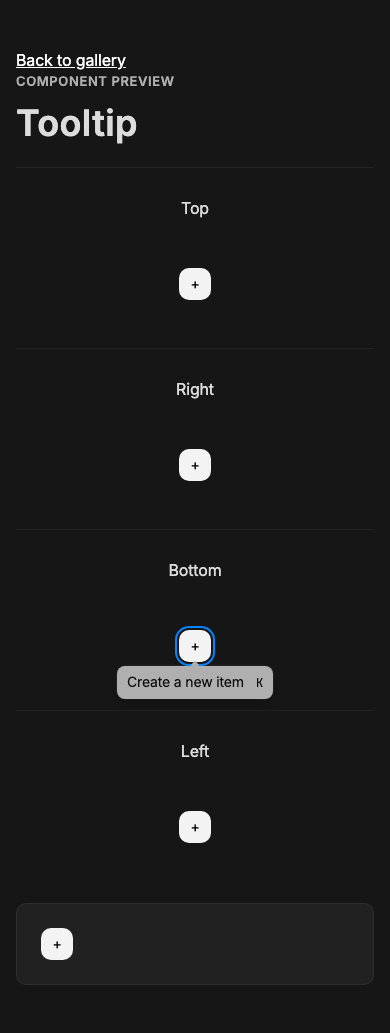 Back to gallery
COMPONENT PREVIEW
Tooltip
Top
+
Right
+
Bottom
+
Create a new item K
Left
+
+